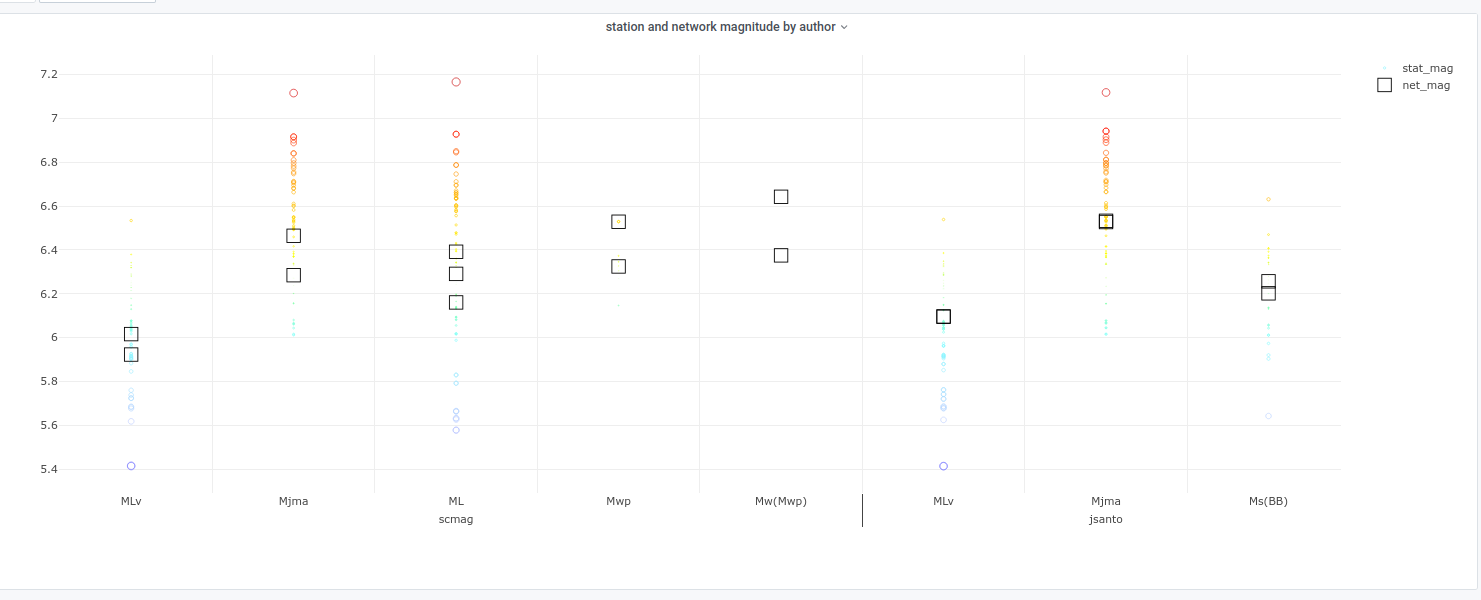 station and network magnitude by author
7.2
7
6.8
6.6
6.4
6.2
6
5.8
5.6
5.4
MLv Mjma ML Mwp Mw(Mwp) MLv Mjma Ms(BB)
scmag jsanto
stat_mag
net_mag